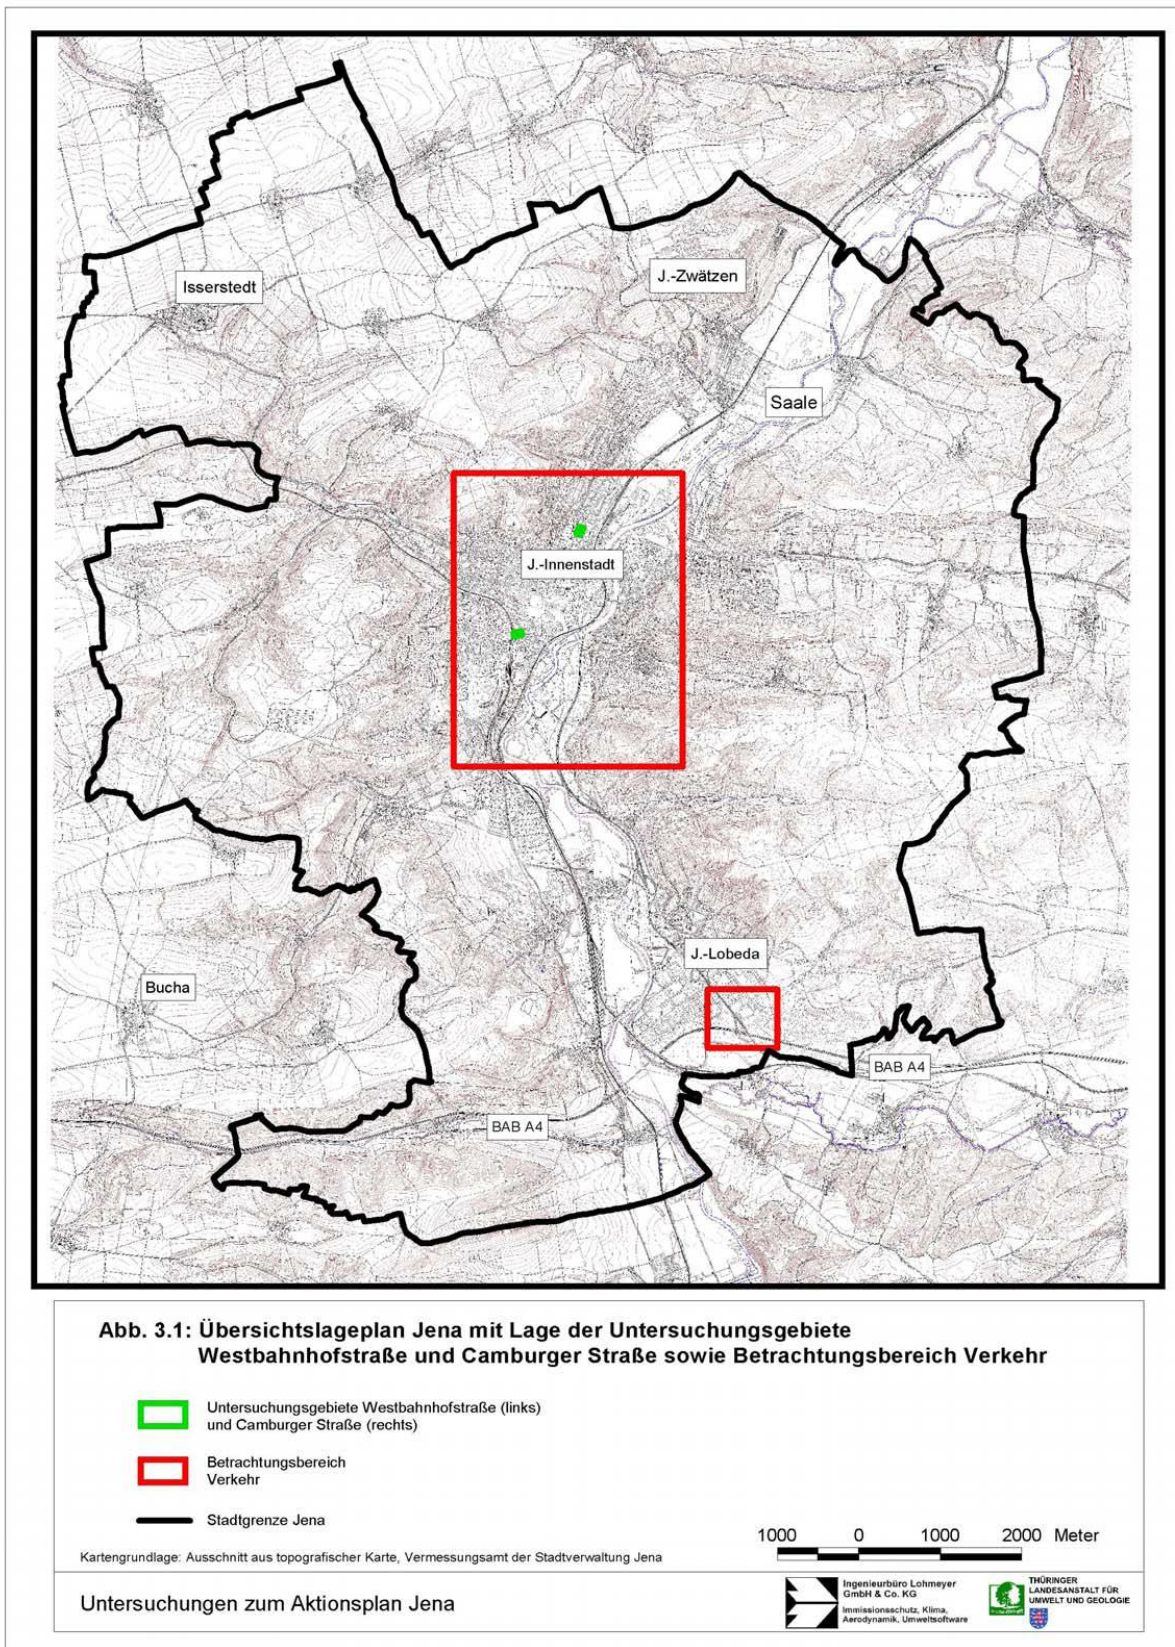 Isserstedt
J.-Zwätzen
Saale
J.-Innenstadt
J.-Lobeda
Bucha
BAB A4
BAB A4
Abb. 3.1: Übersichtslageplan Jena mit Lage der Untersuchungsgebiete
Westbahnhofstraße und Camburger Straße sowie Betrachtungsbereich Verkehr
Untersuchungsgebiete Westbahnhofstraße (links)
und Camburger Straße (rechts)
Betrachtungsbereich
Verkehr
Stadtgrenze Jena
1000 0 1000 2000 Meter
Kartengrundlage: Ausschnitt aus topografischer Karte, Vermessungsamt der Stadtverwaltung Jena
Untersuchungen zum Aktionsplan Jena
Ingenieurbüro Lohmeyer
GmbH & Co. KG
Immissionsschutz, Klima,
Aerodynamik, Umweltsoftware
THÜRINGER
LANDESANSTALT FÜR
UMWELT UND GEOLOGIE